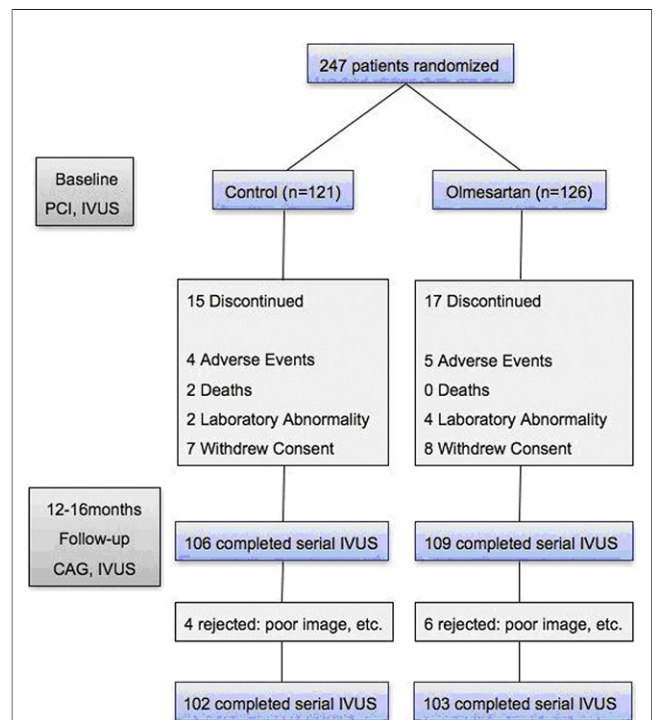 247 patients randomized
Baseline
PCI, IVUS
Control (n=121)
Olmesartan (n=126)
15 Discontinued
4 Adverse Events
2 Deaths
2 Laboratory Abnormality
7 Withdrew Consent
17 Discontinued
5 Adverse Events
0 Deaths
4 Laboratory Abnormality
8 Withdrew Consent
12-16months
Follow-up
CAG, IVUS
106 completed serial IVUS
109 completed serial IVUS
4 rejected: poor image, etc.
6 rejected: poor image, etc.
102 completed serial IVUS
103 completed serial IVUS